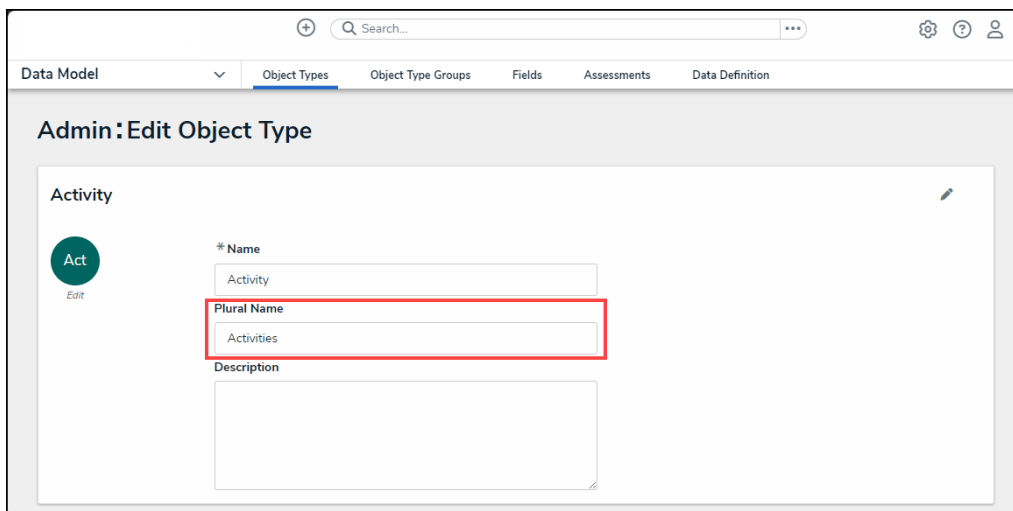 Search...
Data Model Object Types Object Type Groups Fields Assessments Data Definition
Admin:Edit Object Type
Activity
Act
Edit
*Name
Activity
Plural Name
Activities
Description